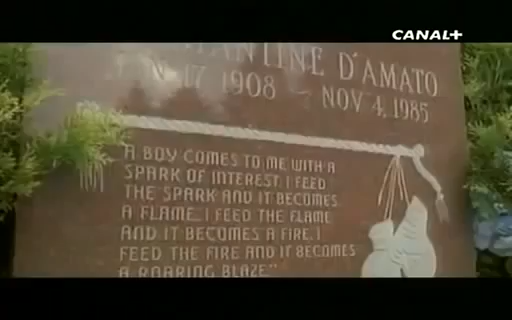 CANAL+
D'AMATO
17 1908 - NOV 4, 1985
A BOY COMES TO ME WITH A
SPARK OF INTEREST. I FEED
THE SPARK AND IT BECOMES
A FLAME. I FEED THE FLAME
AND IT BECOMES A FIRE. I
FEED THE FIRE AND IT BECOMES
A ROARING BLAZE"